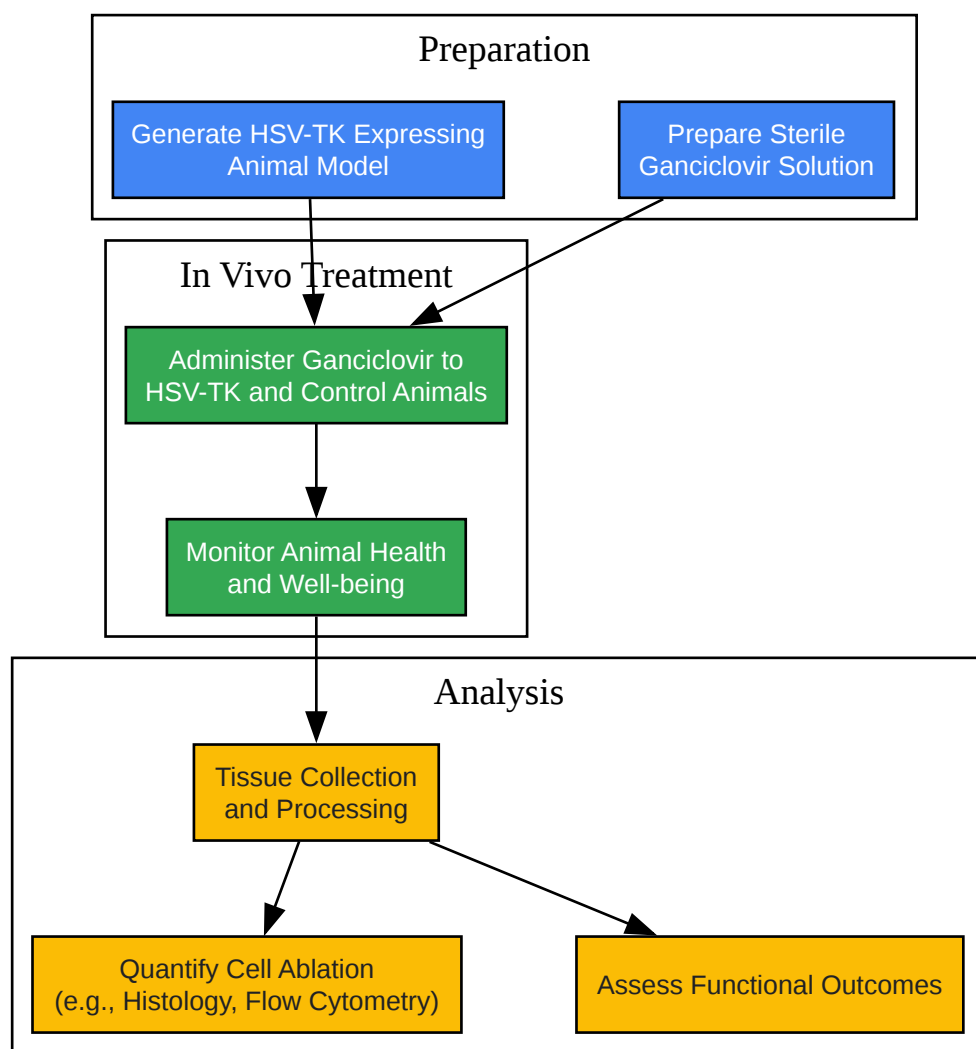 Preparation
Generate HSV-TK Expressing
Animal Model
Prepare Sterile
Ganciclovir Solution
In Vivo Treatment
Administer Ganciclovir to
HSV-TK and Control Animals
Monitor Animal Health
and Well-being
Analysis
Tissue Collection
and Processing
Quantify Cell Ablation
(e.g., Histology, Flow Cytometry)
Assess Functional Outcomes